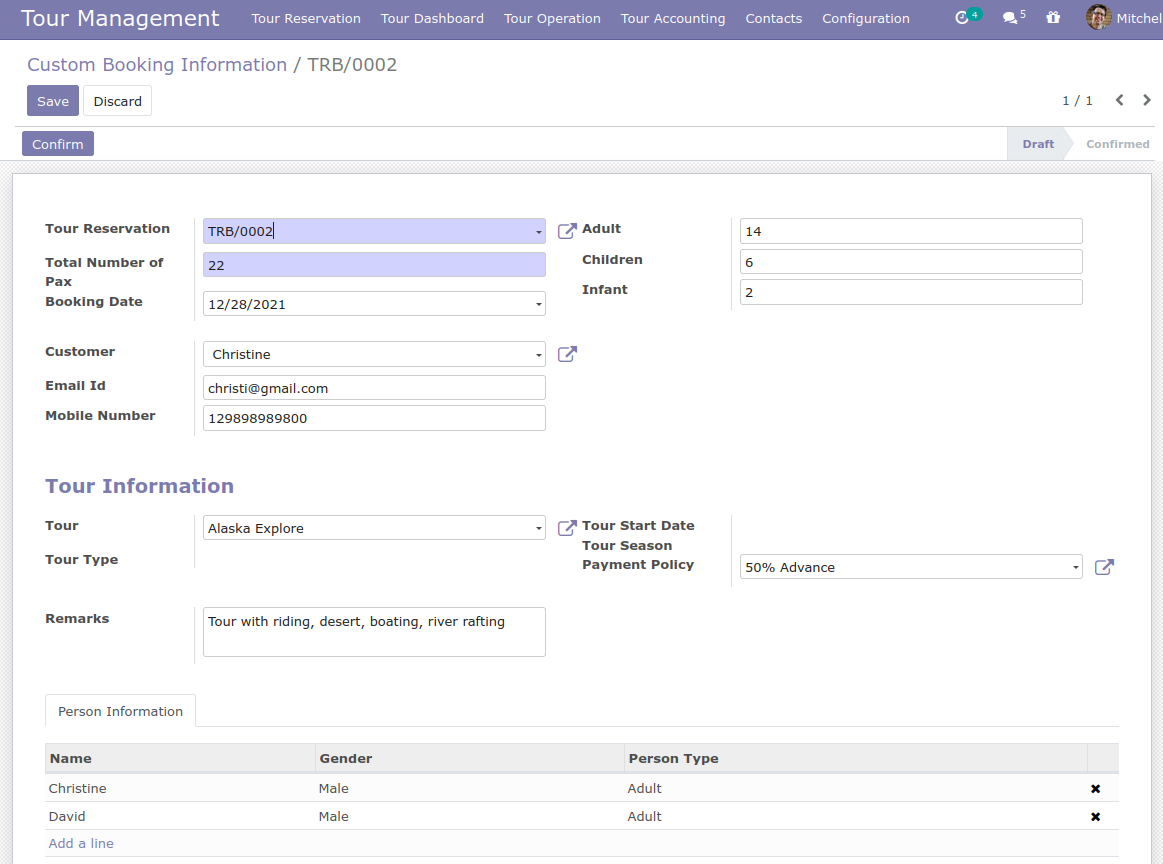 Tour Management Tour Reservation Tour Dashboard Tour Operation Tour Accounting Contacts Configuration 4 5 Mitchel
Custom Booking Information / TRB/0002
Save Discard 1 / 1
Confirm Draft Confirmed
Tour Reservation TRB/0002 Adult 14
Total Number of Pax 22 Children 6
Booking Date 12/28/2021 Infant 2
Customer Christine
Email Id christi@gmail.com
Mobile Number 129898989800
Tour Information
Tour Alaska Explore Tour Start Date
Tour Type Tour Season
Payment Policy 50% Advance
Remarks Tour with riding, desert, boating, river rafting
Person Information
Name Gender Person Type
Christine Male Adult
David Male Adult
Add a line